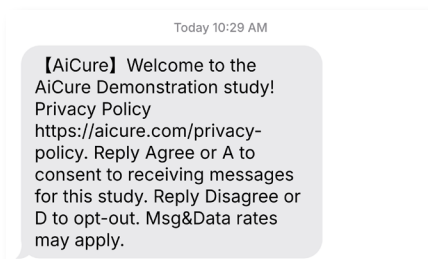 Today 10:29 AM
【AiCure】Welcome to the
AiCure Demonstration study!
Privacy Policy
https://aicure.com/privacy-
policy. Reply Agree or A to
consent to receiving messages
for this study. Reply Disagree or
D to opt-out. Msg&Data rates
may apply.